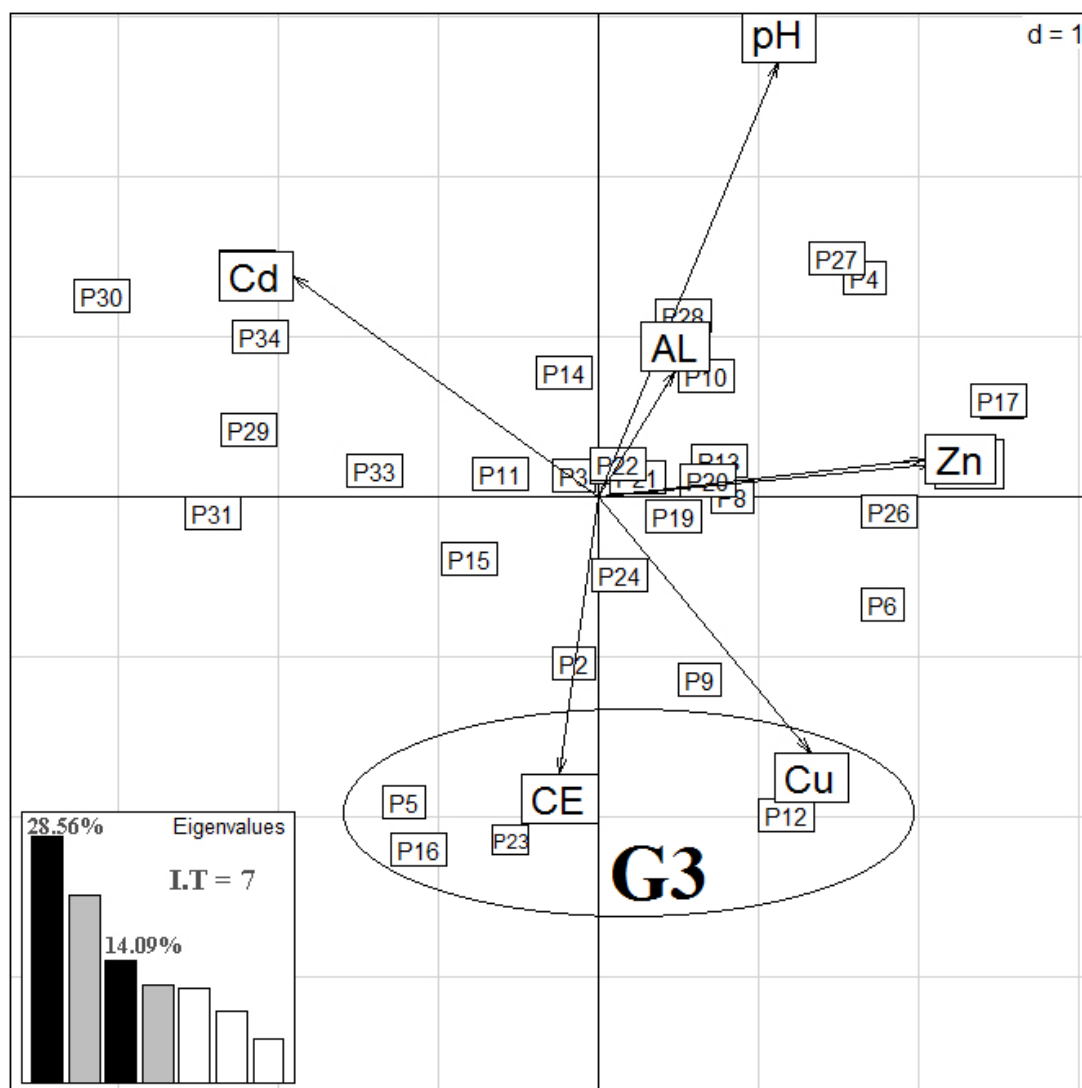 pH
d = 1
P27
P4
Cd
P30
P28
P34
AL
P14
P10
P17
P29
P13
Zn
P22
P33
P11
P3
P21
P20
P8
P31
P19
P26
P15
P24
P6
P2
P9
Cu
P5
CE
P12
28.56%
Eigenvalues
P23
P16
G3
I.T = 7
14.09%